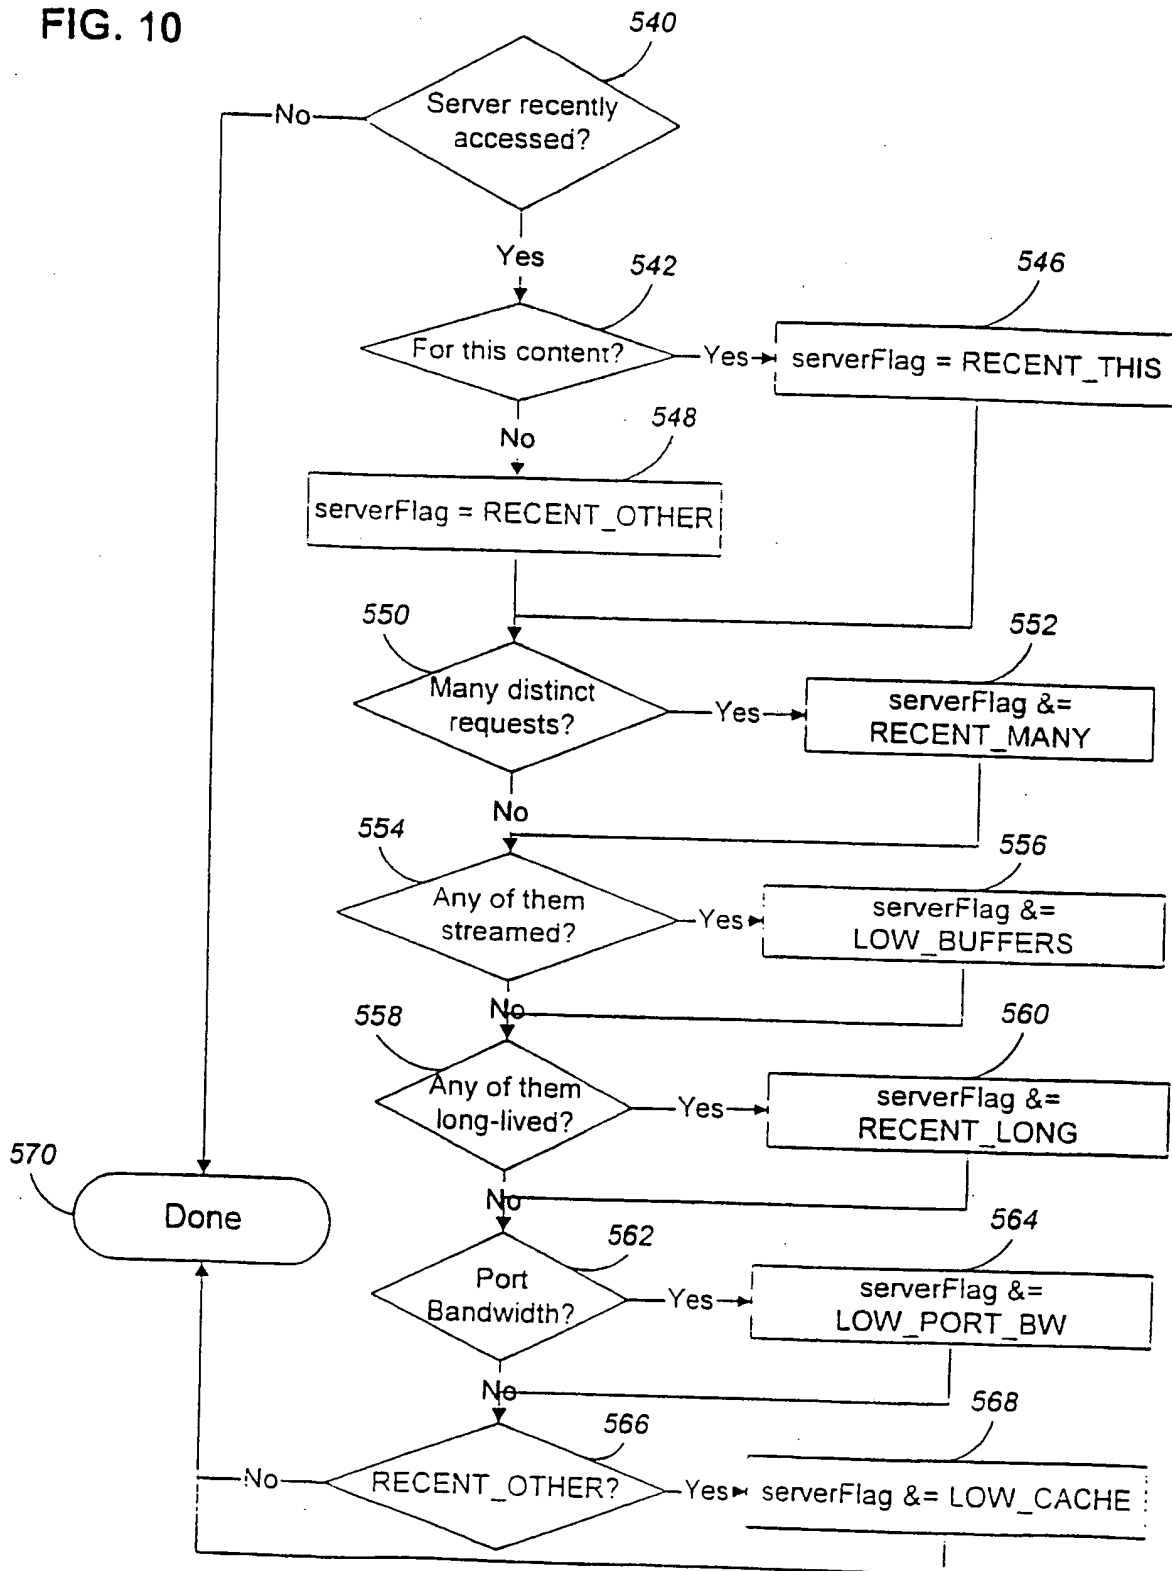 FIG. 10
540
Server recently
accessed?
No
Yes
542
546
For this content?
Yes
serverFlag = RECENT_THIS
No
548
serverFlag = RECENT_OTHER
550
552
Many distinct
requests?
Yes
serverFlag &=
RECENT_MANY
No
554
556
Any of them
streamed?
Yes
serverFlag &=
LOW_BUFFERS
No
558
560
Any of them
long-lived?
Yes
serverFlag &=
RECENT_LONG
570
Done
No
562
564
Port
Bandwidth?
Yes
serverFlag &=
LOW_PORT_BW
No
566
568
RECENT_OTHER?
No
Yes
serverFlag &= LOW_CACHE